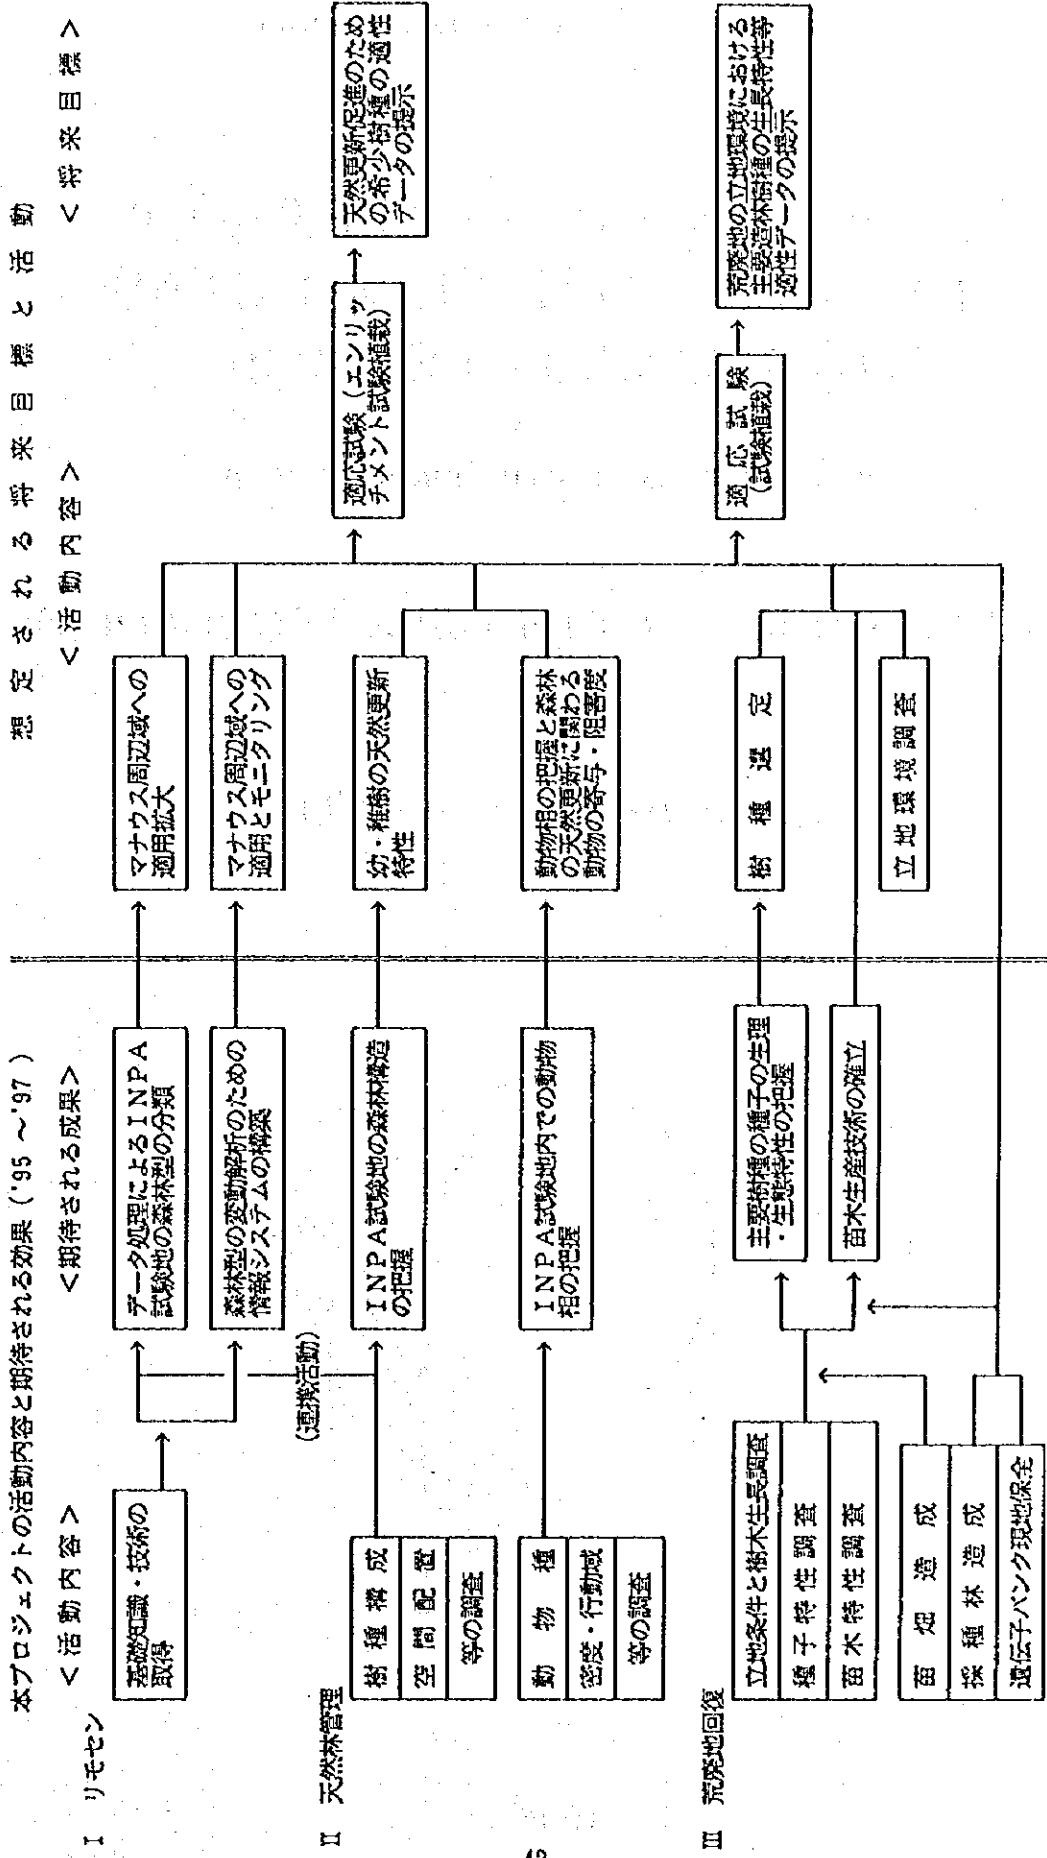 本プロジェクトの活動内容と期待される効果（'95 ～'97 ）
想定される将来目標と活動
＜活動内容＞
＜期待される成果＞
＜活動内容＞
＜将来目標＞
I リモセン
基礎知識・技術の
取得
データ処理によるINPA
試験地の森林型の分類
マナウス周辺域への
適用拡大
森林型の変動解析のための
情報システムの構築
マナウス周辺域への
適用とモニタリング
（連携活動）
II 天然林管理
樹種構成
空間配置
等の調査
INPA試験地の森林構造
の把握
幼・稚樹の天然更新
特性
適応試験（エンリッ
チメント試験植栽）
天然更新促進のため
の希少樹種の適性
データの提示
動物種
密度・行動域
等の調査
INPA試験地内での動物
相の把握
動物相の把握と森林
の天然更新に関わる
動物の寄与・阻害度
III 荒廃地回復
立地条件と樹木生長調査
種子特性調査
苗木特性調査
主要樹種の種子の生理
・生態特性の把握
樹種選定
適応試験
（試験植栽）
荒廃地の立地環境における
主要造林樹種の生長特性等
適性データの提示
苗木生産技術の確立
立地環境調査
苗畑造成
採種林造成
遺伝子バンク現地保全